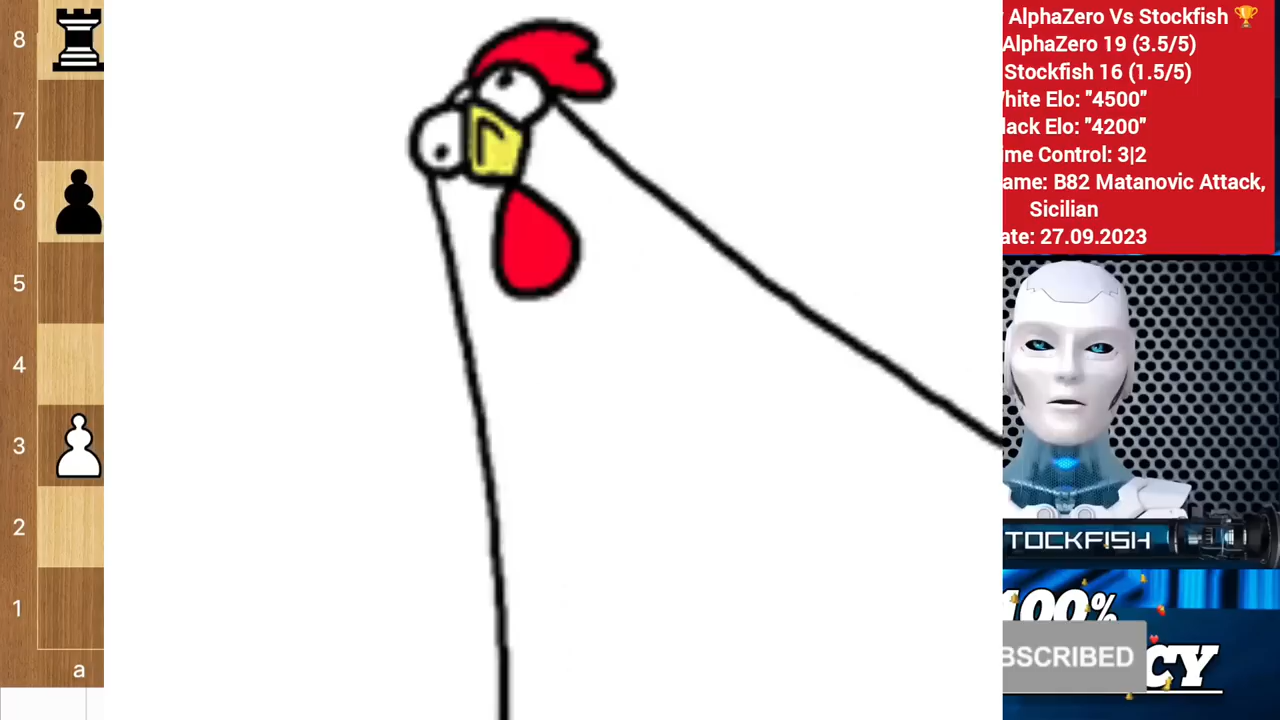 AlphaZero Vs Stockfish 🏆
AlphaZero 19 (3.5/5)
Stockfish 16 (1.5/5)
hite Elo: "4500"
lack Elo: "4200"
ime Control: 3|2
ame: B82 Matanovic Attack,
Sicilian
ate: 27.09.2023
8
7
6
5
4
3
2
1
a
TOCKFISH
100%
BSCRIBED
CY